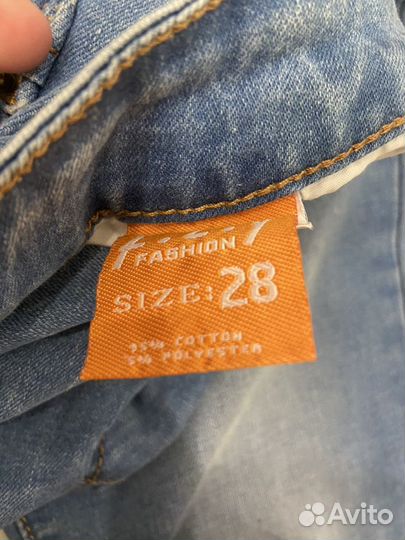 FASHION
SIZE: 28
95% COTTON
5% POLYESTER
Avito